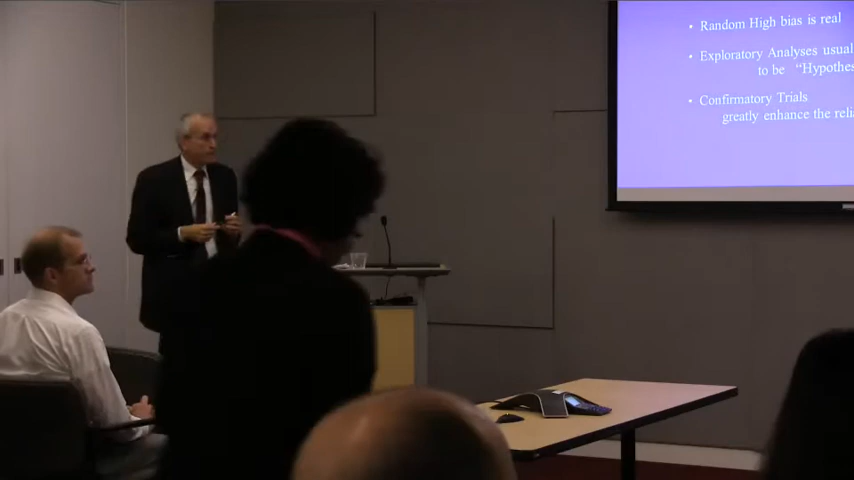 • Random High bias is real
• Exploratory Analyses usual
to be "Hypothes
• Confirmatory Trials
greatly enhance the reli